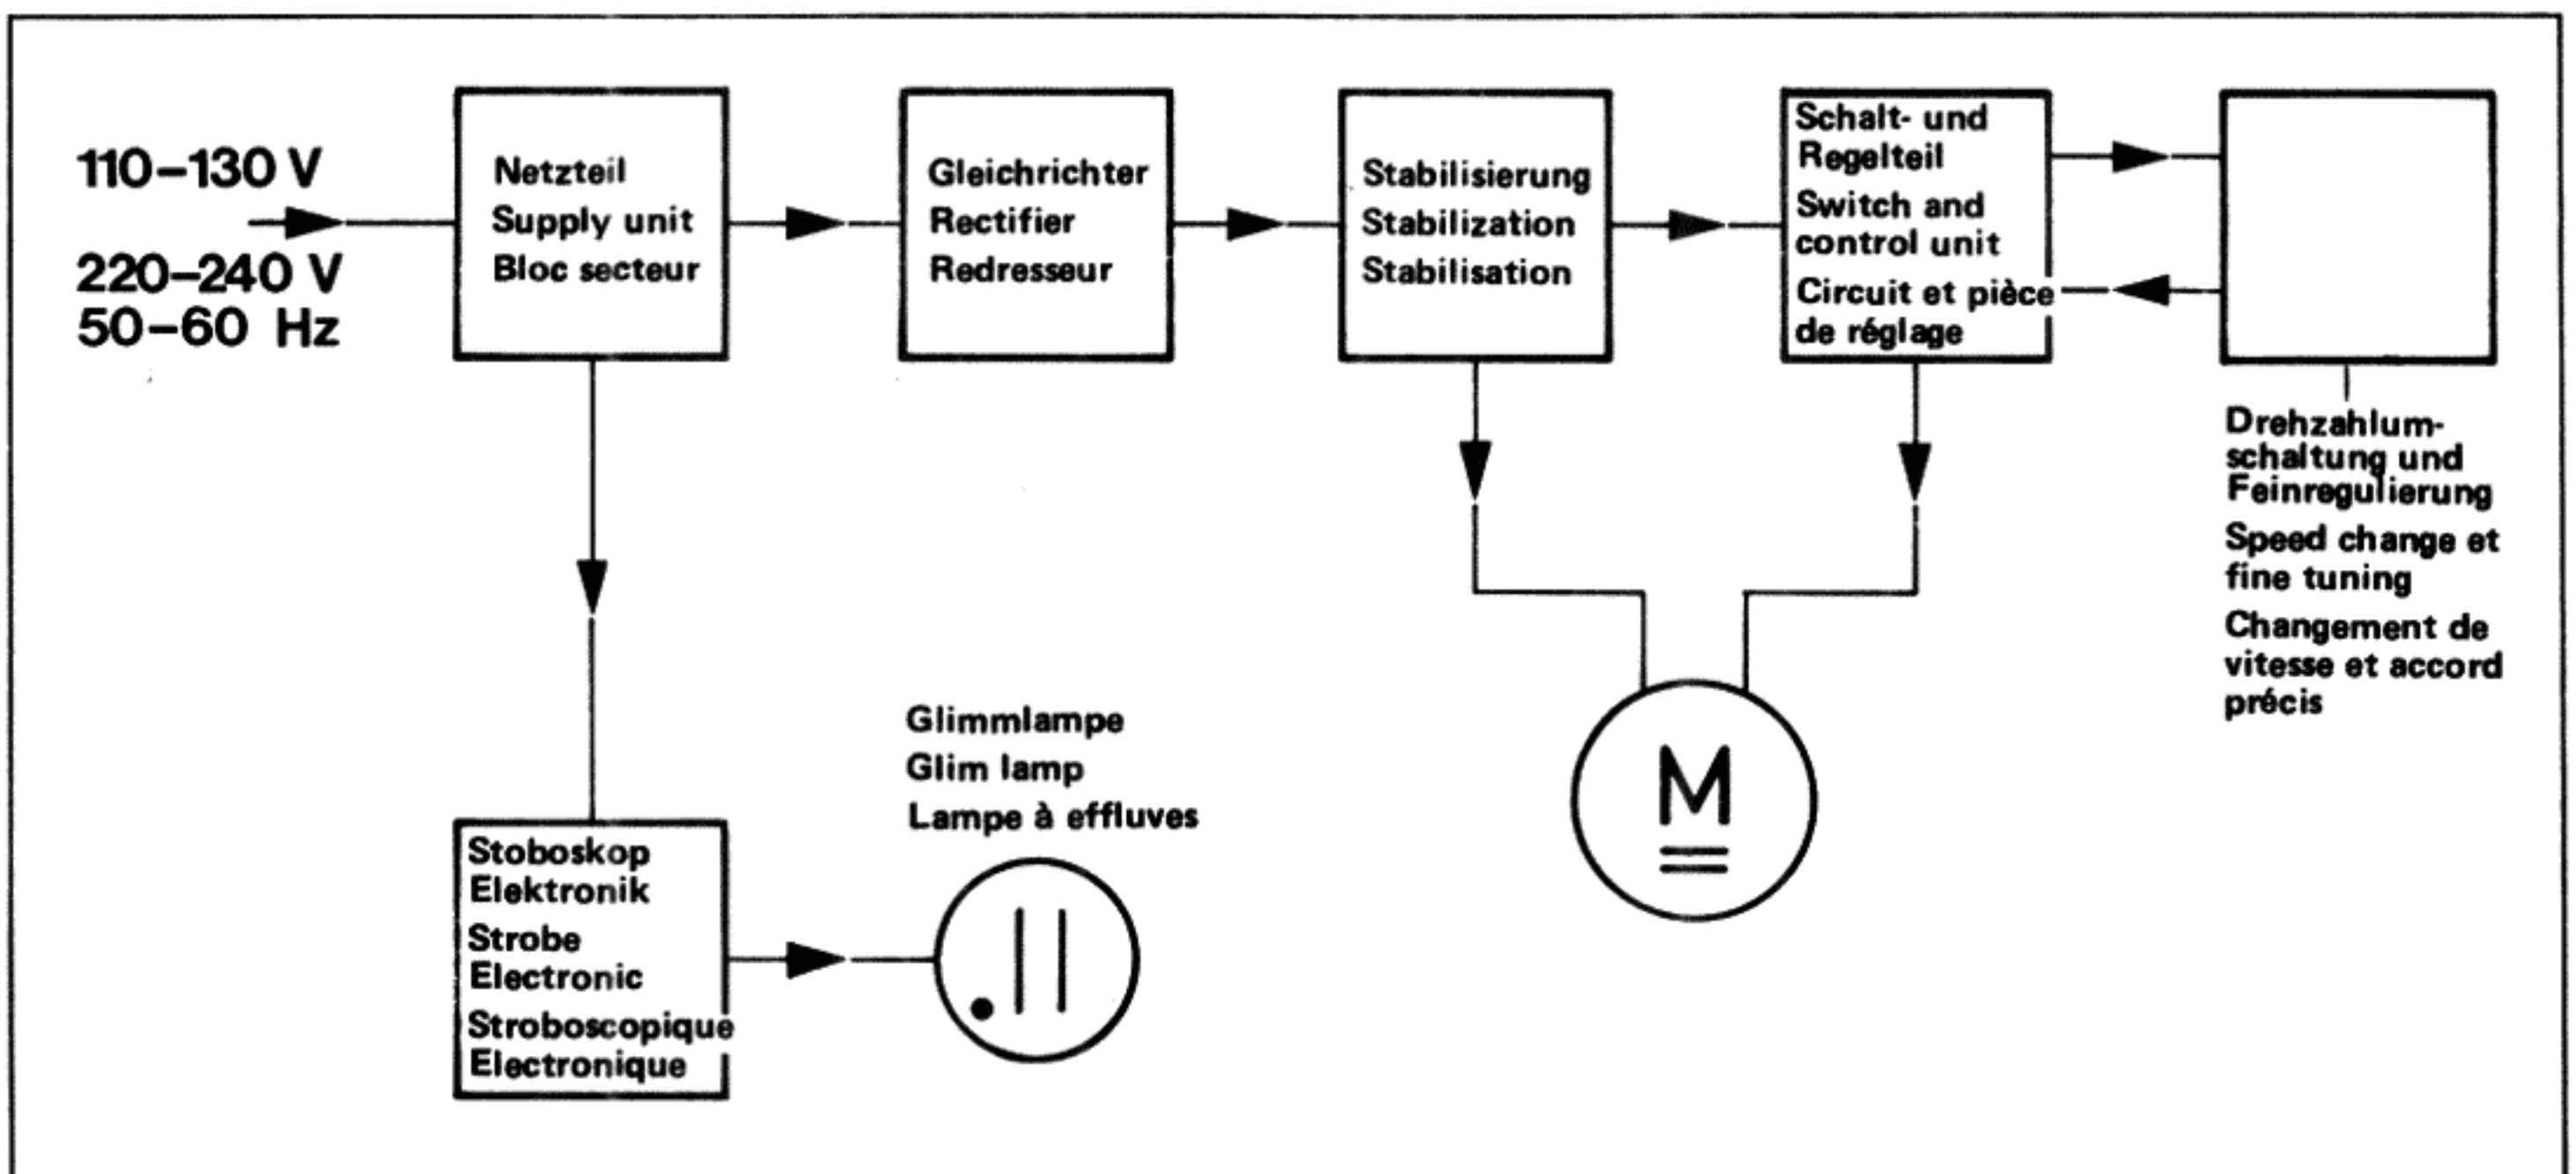 110–130 V
220–240 V
50–60 Hz
Netzteil
Supply unit
Bloc secteur
Gleichrichter
Rectifier
Redresseur
Stabilisierung
Stabilization
Stabilisation
Schalt- und
Regelteil
Switch and
control unit
Circuit et pièce
de réglage
Drehzahlum-
schaltung und
Feinregulierung
Speed change et
fine tuning
Changement de
vitesse et accord
précis
Glimmlampe
Glim lamp
Lampe à effluves
M
Stoboskop
Elektronik
Strobe
Electronic
Stroboscopique
Electronique